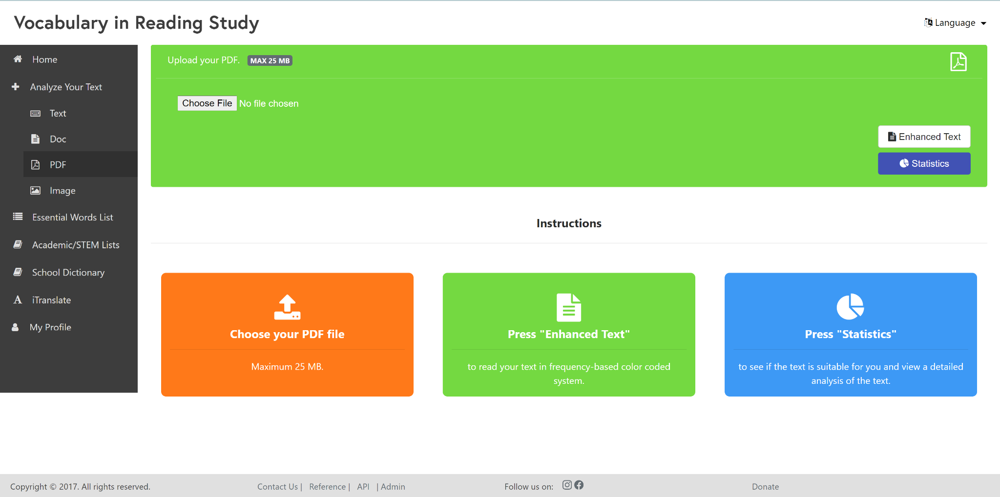 Vocabulary in Reading Study
Language
Home
Analyze Your Text
Text
Doc
PDF
Image
Essential Words List
Academic/STEM Lists
School Dictionary
iTranslate
My Profile
Upload your PDF. MAX 25 MB
Choose File No file chosen
Enhanced Text
Statistics
Instructions
Choose your PDF file
Maximum 25 MB.
Press "Enhanced Text"
to read your text in frequency-based color coded
system.
Press "Statistics"
to see if the text is suitable for you and view a detailed
analysis of the text.
Copyright © 2017. All rights reserved.
Contact Us | Reference | API | Admin
Follow us on:
Donate